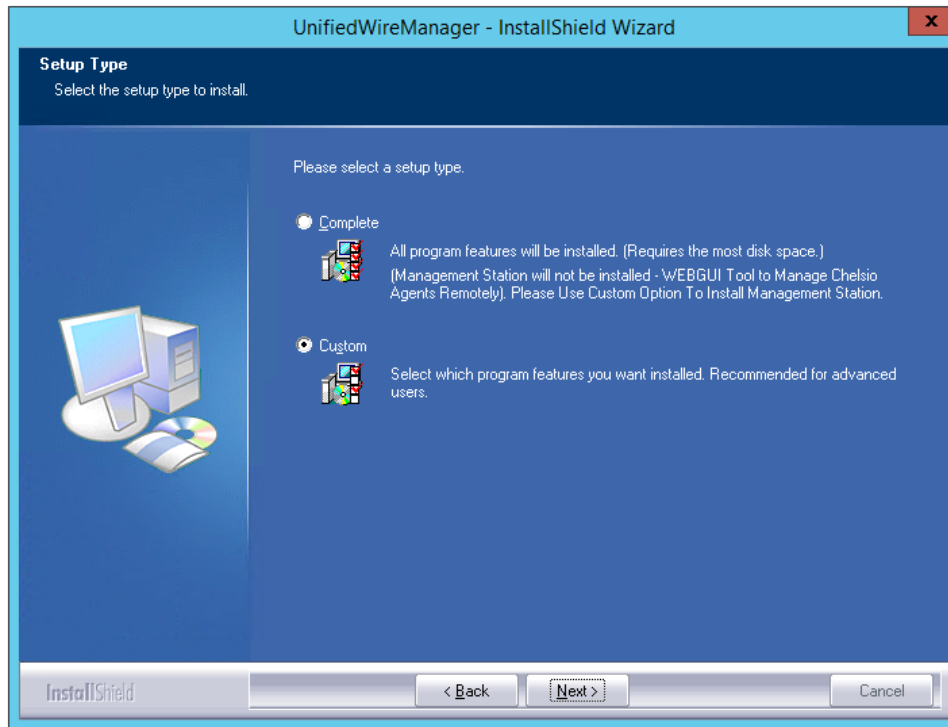 UnifiedWireManager - InstallShield Wizard
x
Setup Type
Select the setup type to install.
Please select a setup type.
Complete
All program features will be installed. (Requires the most disk space.)
(Management Station will not be installed - WEBGUI Tool to Manage Chelsio
Agents Remotely). Please Use Custom Option To Install Management Station.
Custom
Select which program features you want installed. Recommended for advanced
users.
InstallShield
< Back
Next >
Cancel